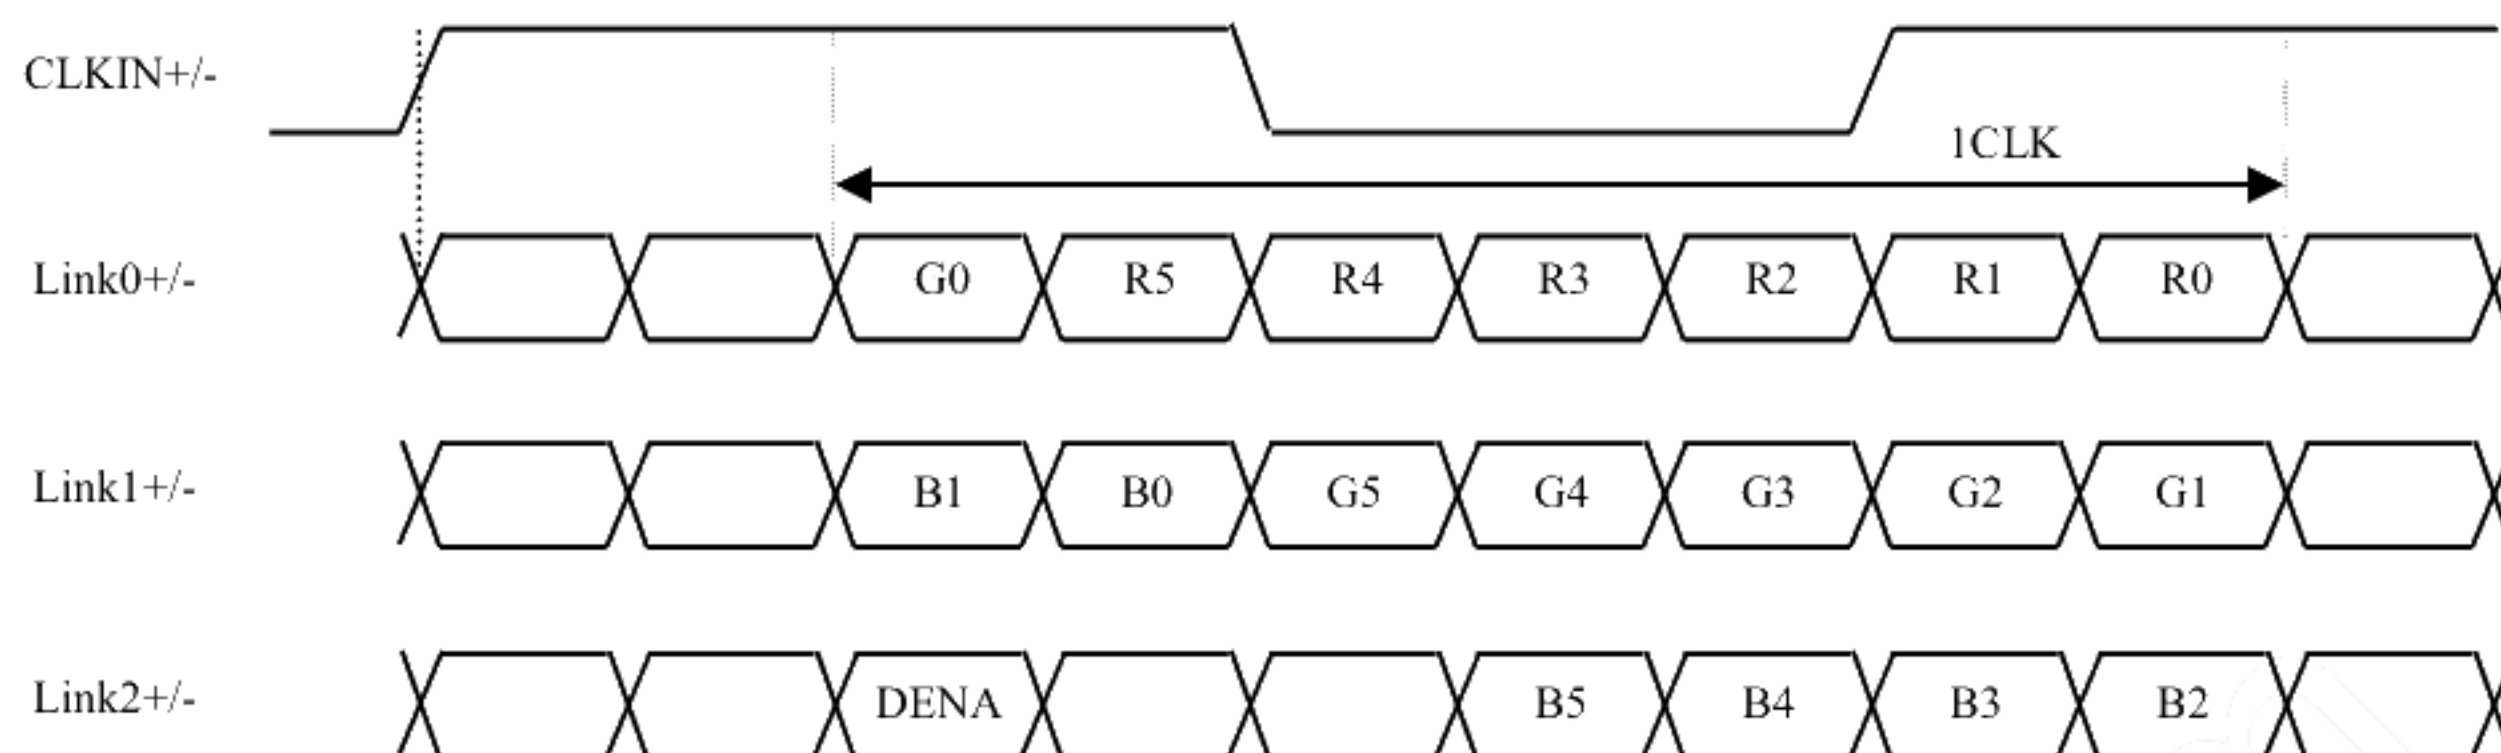 CLKIN+/-
1CLK
Link0+/- G0 R5 R4 R3 R2 R1 R0
Link1+/- B1 B0 G5 G4 G3 G2 G1
Link2+/- DENA B5 B4 B3 B2